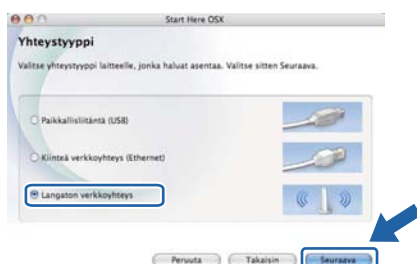 Start Here OSX
Yhteystyyppi
Valitse yhteystyyppi laitteelle, jonka haluat asentaa. Valitse sitten Seuraava.
Paikallisliitäntä (USB)
Kiinteä verkkoyhteys (Ethernet)
Langaton verkkoyhteys
Peruuta Takaisin Seuraava